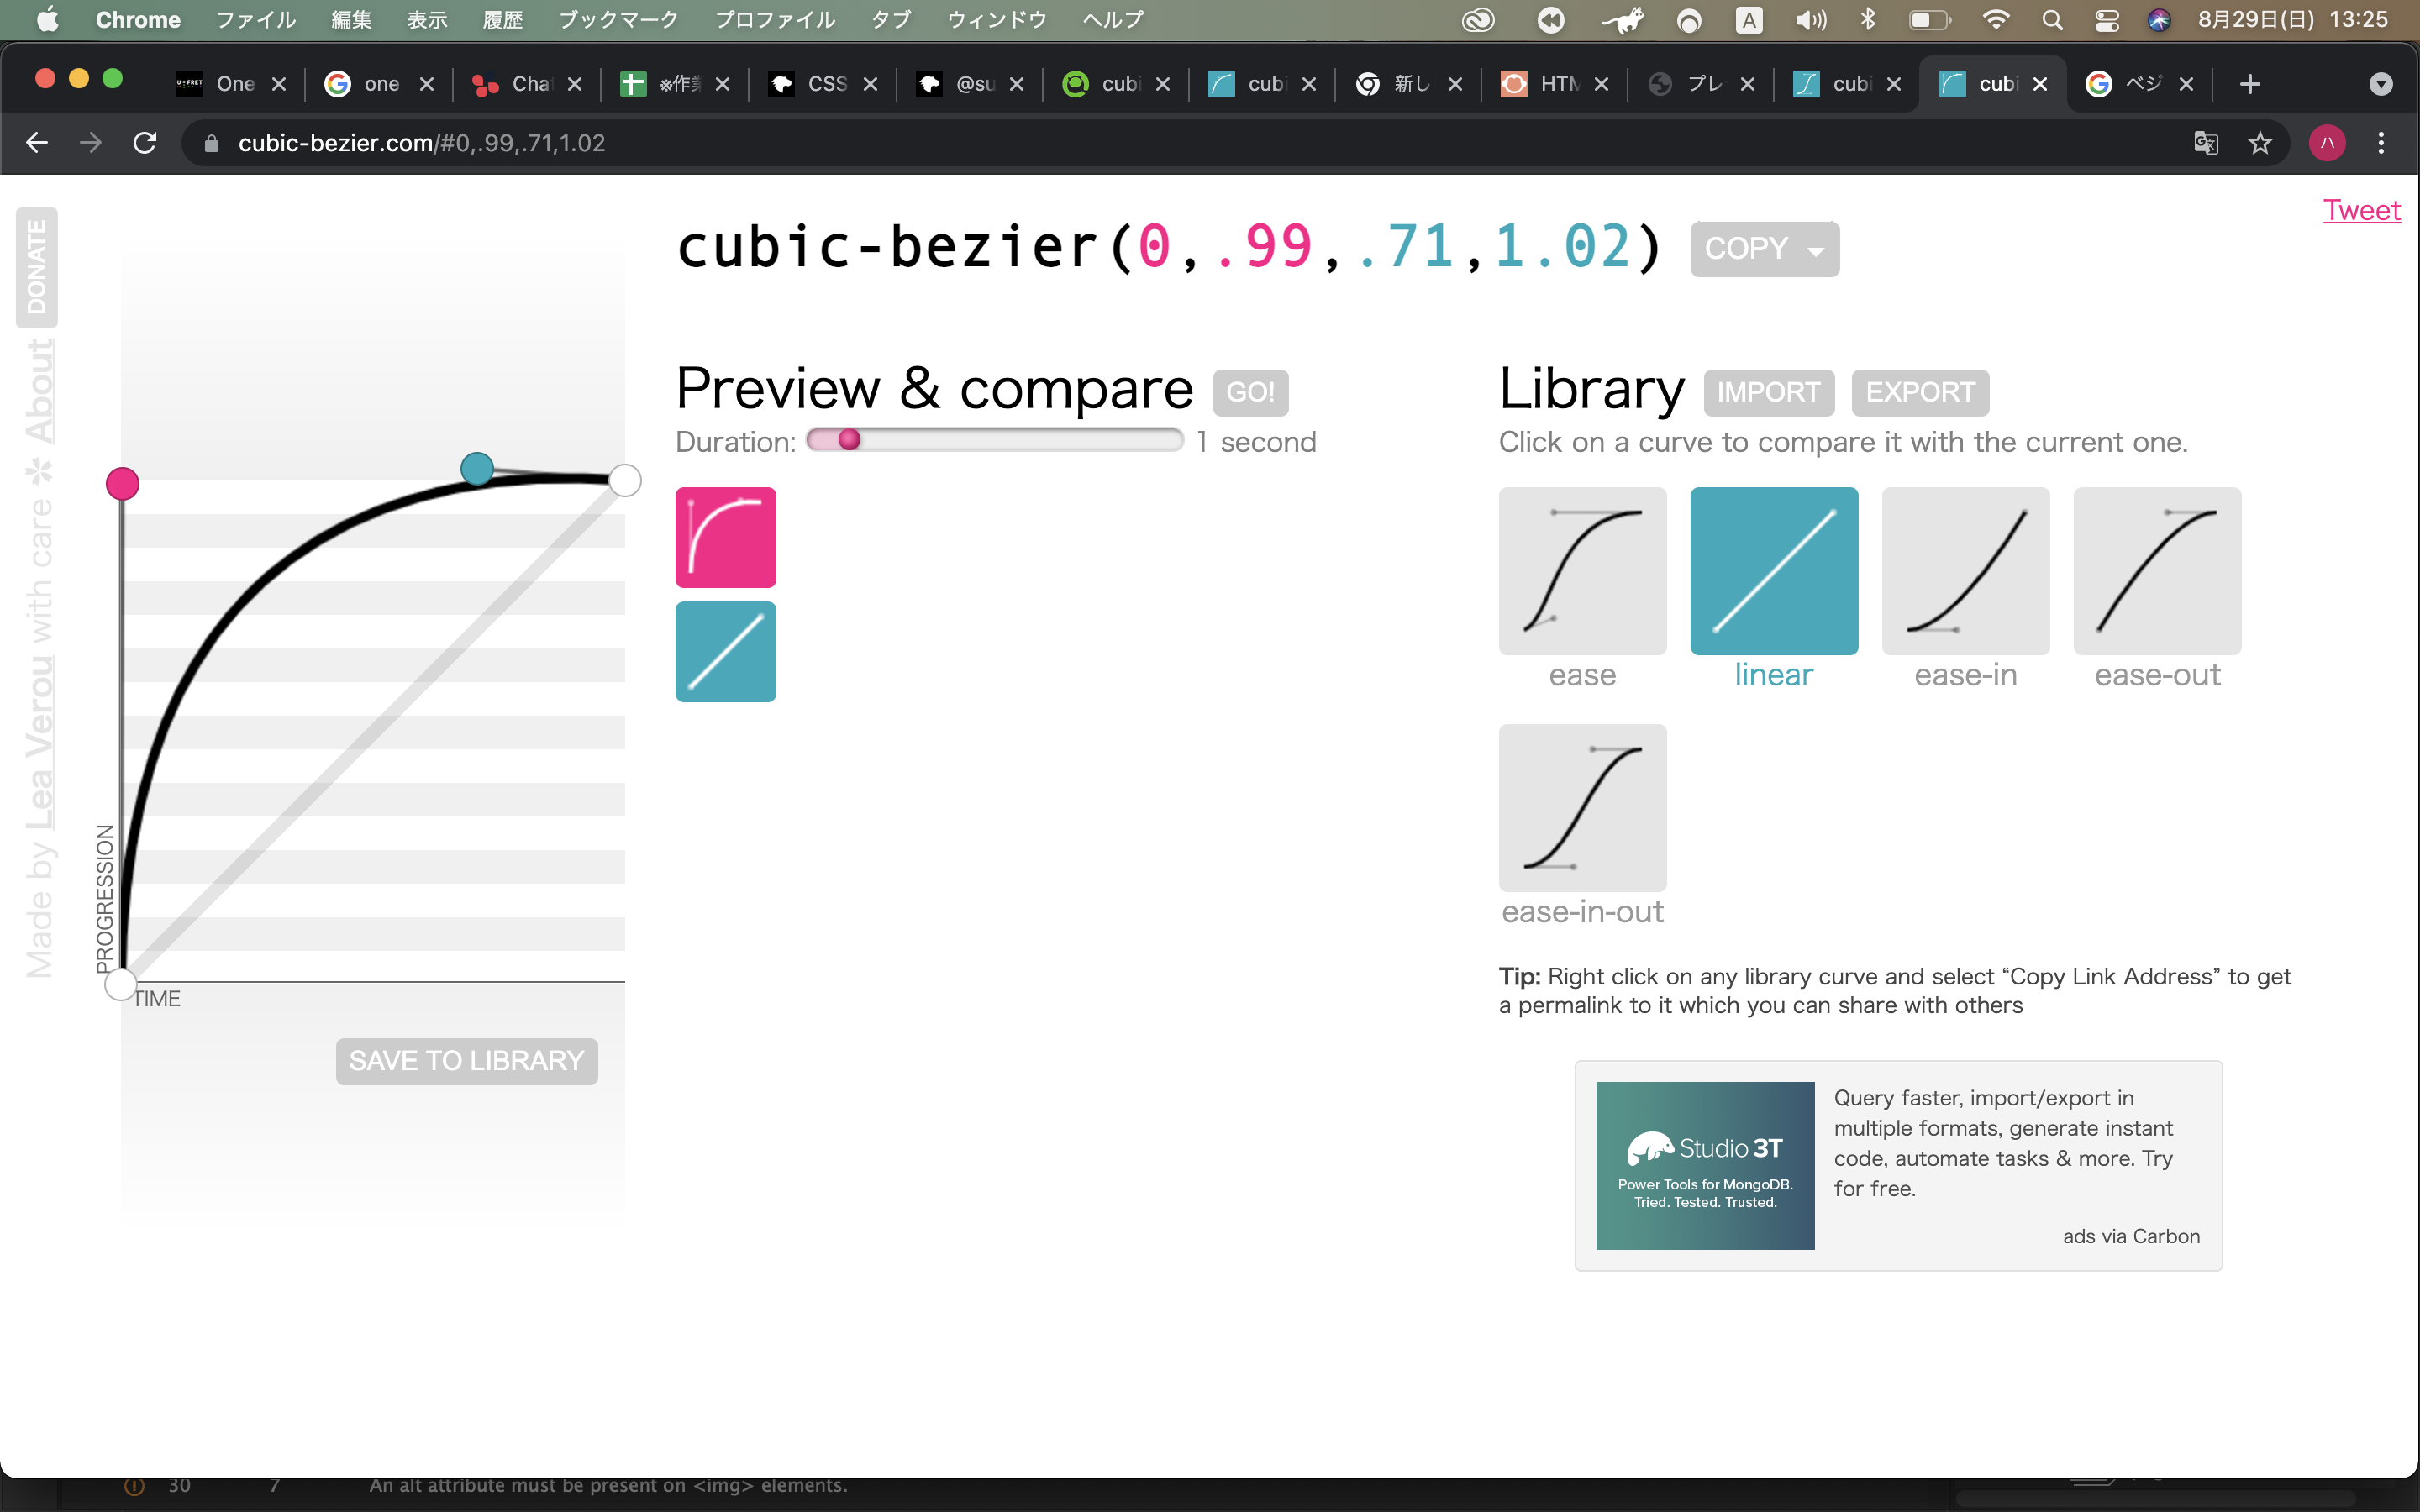 Chrome ファイル 編集 表示 履歴 ブックマーク プロファイル タブ ウィンドウ ヘルプ A 8月29日(日) 13:25
One one Cha ※作業 CSS @su cubi cubi 新し HTM プレ cubi cubi ベジ
cubic-bezier.com/#0,.99,.71,1.02 ハ
Tweet
DONATE
Made by Lea Verou with care ✽ About
cubic-bezier(0,.99,.71,1.02) COPY
Preview & compare GO!
Duration: 1 second
Library IMPORT EXPORT
Click on a curve to compare it with the current one.
ease linear ease-in ease-out
ease-in-out
PROGRESSION
TIME
SAVE TO LIBRARY
Tip: Right click on any library curve and select “Copy Link Address” to get
a permalink to it which you can share with others
Studio 3T
Power Tools for MongoDB.
Tried. Tested. Trusted.
Query faster, import/export in
multiple formats, generate instant
code, automate tasks & more. Try
for free.
ads via Carbon
30 7 An alt attribute must be present on <img> elements.